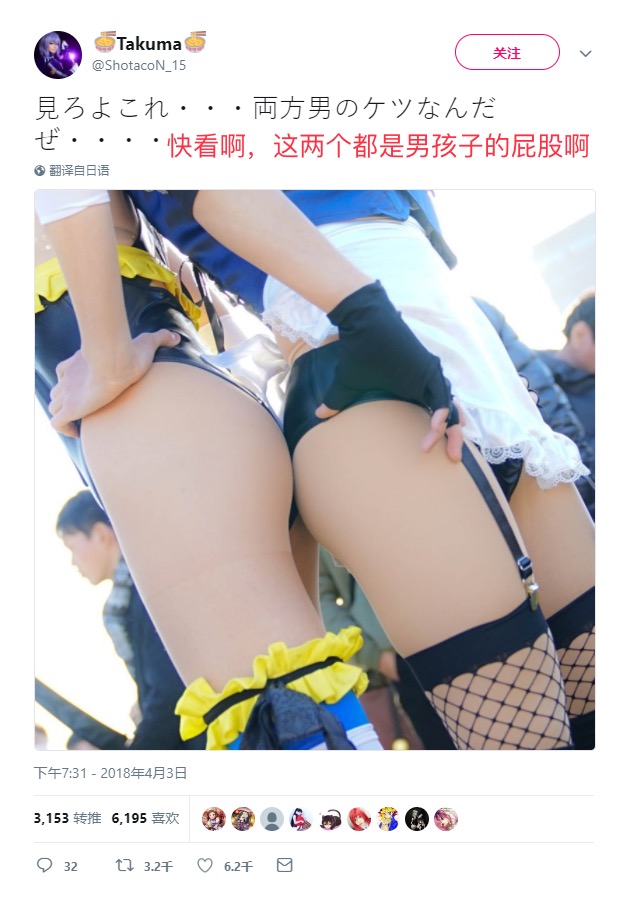 🍜Takuma🍜
@ShotacoN_15
关注
見ろよこれ・・・両方男のケツなんだ
ぜ・・・・快看啊，这两个都是男孩子的屁股啊
翻译自日语
下午7:31 - 2018年4月3日
3,153 转推 6,195 喜欢
32 3.2千 6.2千